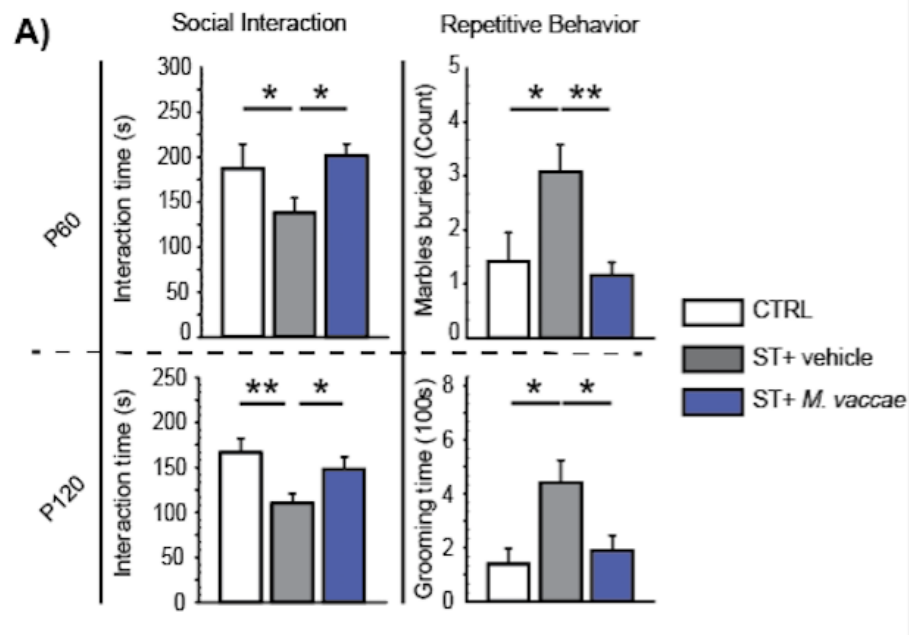 A)
Social Interaction
Repetitive Behavior
P60
Interaction time (s)
300
250
200
150
100
50
0
* *
Marbles buried (Count)
5
4
3
2
1
0
* **
CTRL
ST+ vehicle
ST+ M. vaccae
P120
Interaction time (s)
250
200
150
100
50
0
** *
Grooming time (100s)
8
6
4
2
0
* *